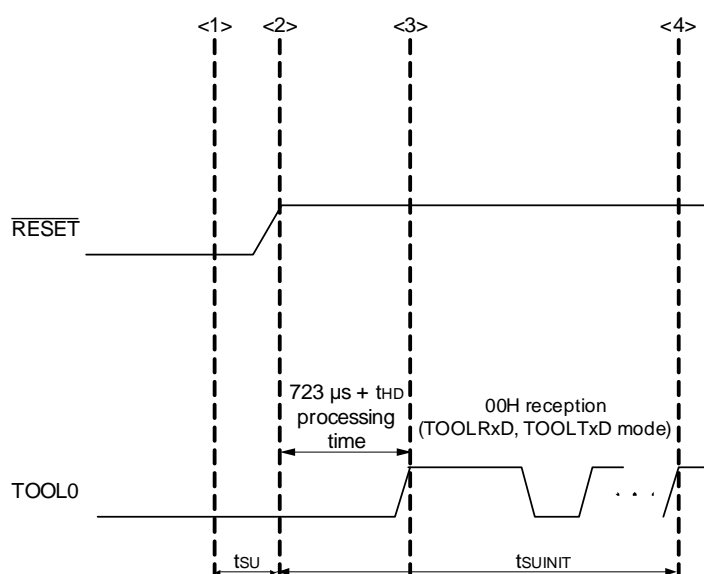 <1> <2> <3> <4>
RESET
723 µs + tHD
processing
time
00H reception
(TOOLRxD, TOOLTxD mode)
TOOL0
tSU
tSUINIT